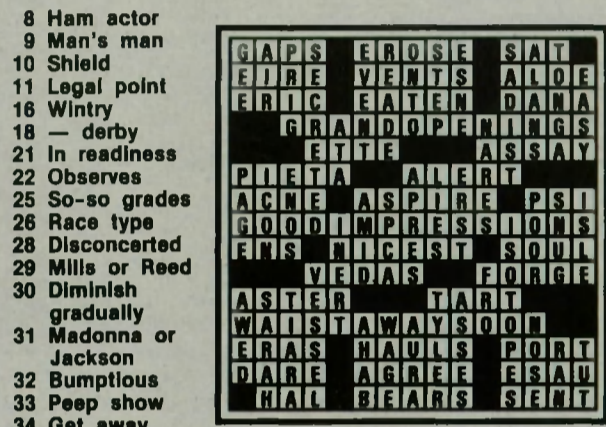 8 Ham actor
9 Man's man
10 Shield
11 Legal point
16 Wintry
18 — derby
21 In readiness
22 Observes
25 So-so grades
26 Race type
28 Disconcerted
29 Mills or Reed
30 Diminish
gradually
31 Madonna or
Jackson
32 Bumptious
33 Peep show
34 Get away
GAPS EROSE SAT
EIRE VENTS ALOE
ERIC EATEN DANA
GRANDOPENINGS
ETTE ASSAY
PIETA ALERT
ACNE ASPIRE PSI
GOODIMPRESSIONS
ENS NICEST SOUL
VEDAS FORGE
ASTER TART
WAISTAWAYSOON
ERAS HAULS PORT
DARE AGREE ESAU
HAL BEARS SENT